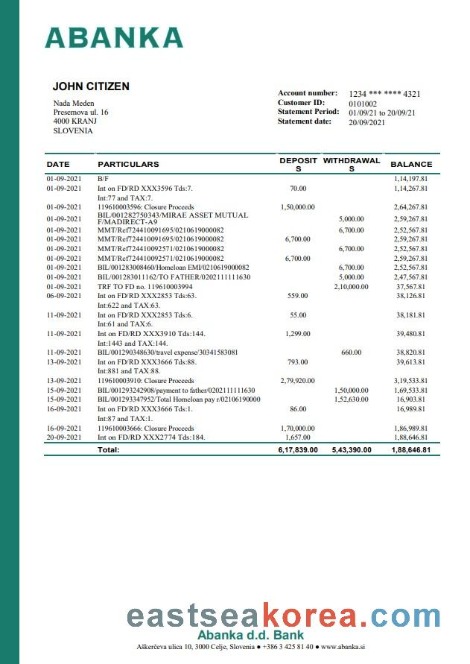 ABANKA
JOHN CITIZEN
Nada Meden
Presernova ul. 16
4000 KRANJ
SLOVENIA
Account number: 1234 *** **** 4321
Customer ID: 0101002
Statement Period: 01/09/21 to 20/09/21
Statement date: 20/09/2021
DATE PARTICULARS DEPOSITS WITHDRAWALS BALANCE
01-09-2021 B/F 1,14,197.81
01-09-2021 Int on FD/RD XXX3596 Tds:7. 70.00 1,14,267.81
Int:77 and TAX:7.
01-09-2021 119610003596: Closure Proceeds 1,50,000.00 2,64,267.81
01-09-2021 BIL/001282750343/MIRAE ASSET MUTUAL 5,000.00 2,59,267.81
F/MADIRECT-A9
01-09-2021 MMT/Ref724410091695/0210619000082 6,700.00 2,52,567.81
01-09-2021 MMT/Ref724410091695/0210619000082 6,700.00 2,59,267.81
01-09-2021 MMT/Ref724410092571/0210619000082 6,700.00 2,52,567.81
01-09-2021 MMT/Ref724410092571/0210619000082 6,700.00 2,59,267.81
01-09-2021 BIL/001283008460/Homeloan EMI/0210619000082 6,700.00 2,52,567.81
01-09-2021 BIL/001283011162/TO FATHER/0202111111630 5,000.00 2,47,567.81
01-09-2021 TRF TO FD no. 119610003994 2,10,000.00 37,567.81
06-09-2021 Int on FD/RD XXX2853 Tds:63. 559.00 38,126.81
Int:622 and TAX:63.
11-09-2021 Int on FD/RD XXX2853 Tds:6. 55.00 38,181.81
Int:61 and TAX:6.
11-09-2021 Int on FD/RD XXX3910 Tds:144. 1,299.00 39,480.81
Int:1443 and TAX:144.
11-09-2021 BIL/001290348630/travel expense/30341583081 660.00 38,820.81
13-09-2021 Int on FD/RD XXX3666 Tds:88. 793.00 39,613.81
Int:881 and TAX:88.
13-09-2021 119610003910: Closure Proceeds 2,79,920.00 3,19,533.81
15-09-2021 BIL/001293242908/payment to father/0202111111630 1,50,000.00 1,69,533.81
15-09-2021 BIL/001293347952/Total Homeloan pay r/02106190000 1,52,630.00 16,903.81
16-09-2021 Int on FD/RD XXX3666 Tds:1. 86.00 16,989.81
Int:87 and TAX:1.
16-09-2021 119610003666: Closure Proceeds 1,70,000.00 1,86,989.81
20-09-2021 Int on FD/RD XXX2774 Tds:184. 1,657.00 1,88,646.81
Total: 6,17,839.00 5,43,390.00 1,88,646.81
eastseakorea.com
Abanka d.d. Bank
Aškerčeva ulica 10, 3000 Celje, Slovenia ● +386 3 425 81 40 ● www.abanka.si